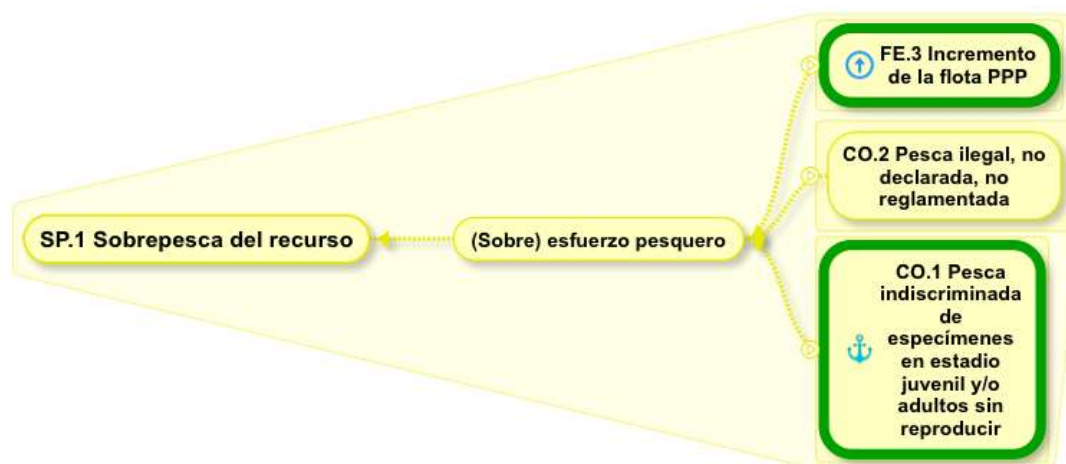 FE.3 Incremento
de la flota PPP
CO.2 Pesca ilegal, no
declarada, no
reglamentada
SP.1 Sobrepesca del recurso
(Sobre) esfuerzo pesquero
CO.1 Pesca
indiscriminada
de
especímenes
en estadio
juvenil y/o
adultos sin
reproducir